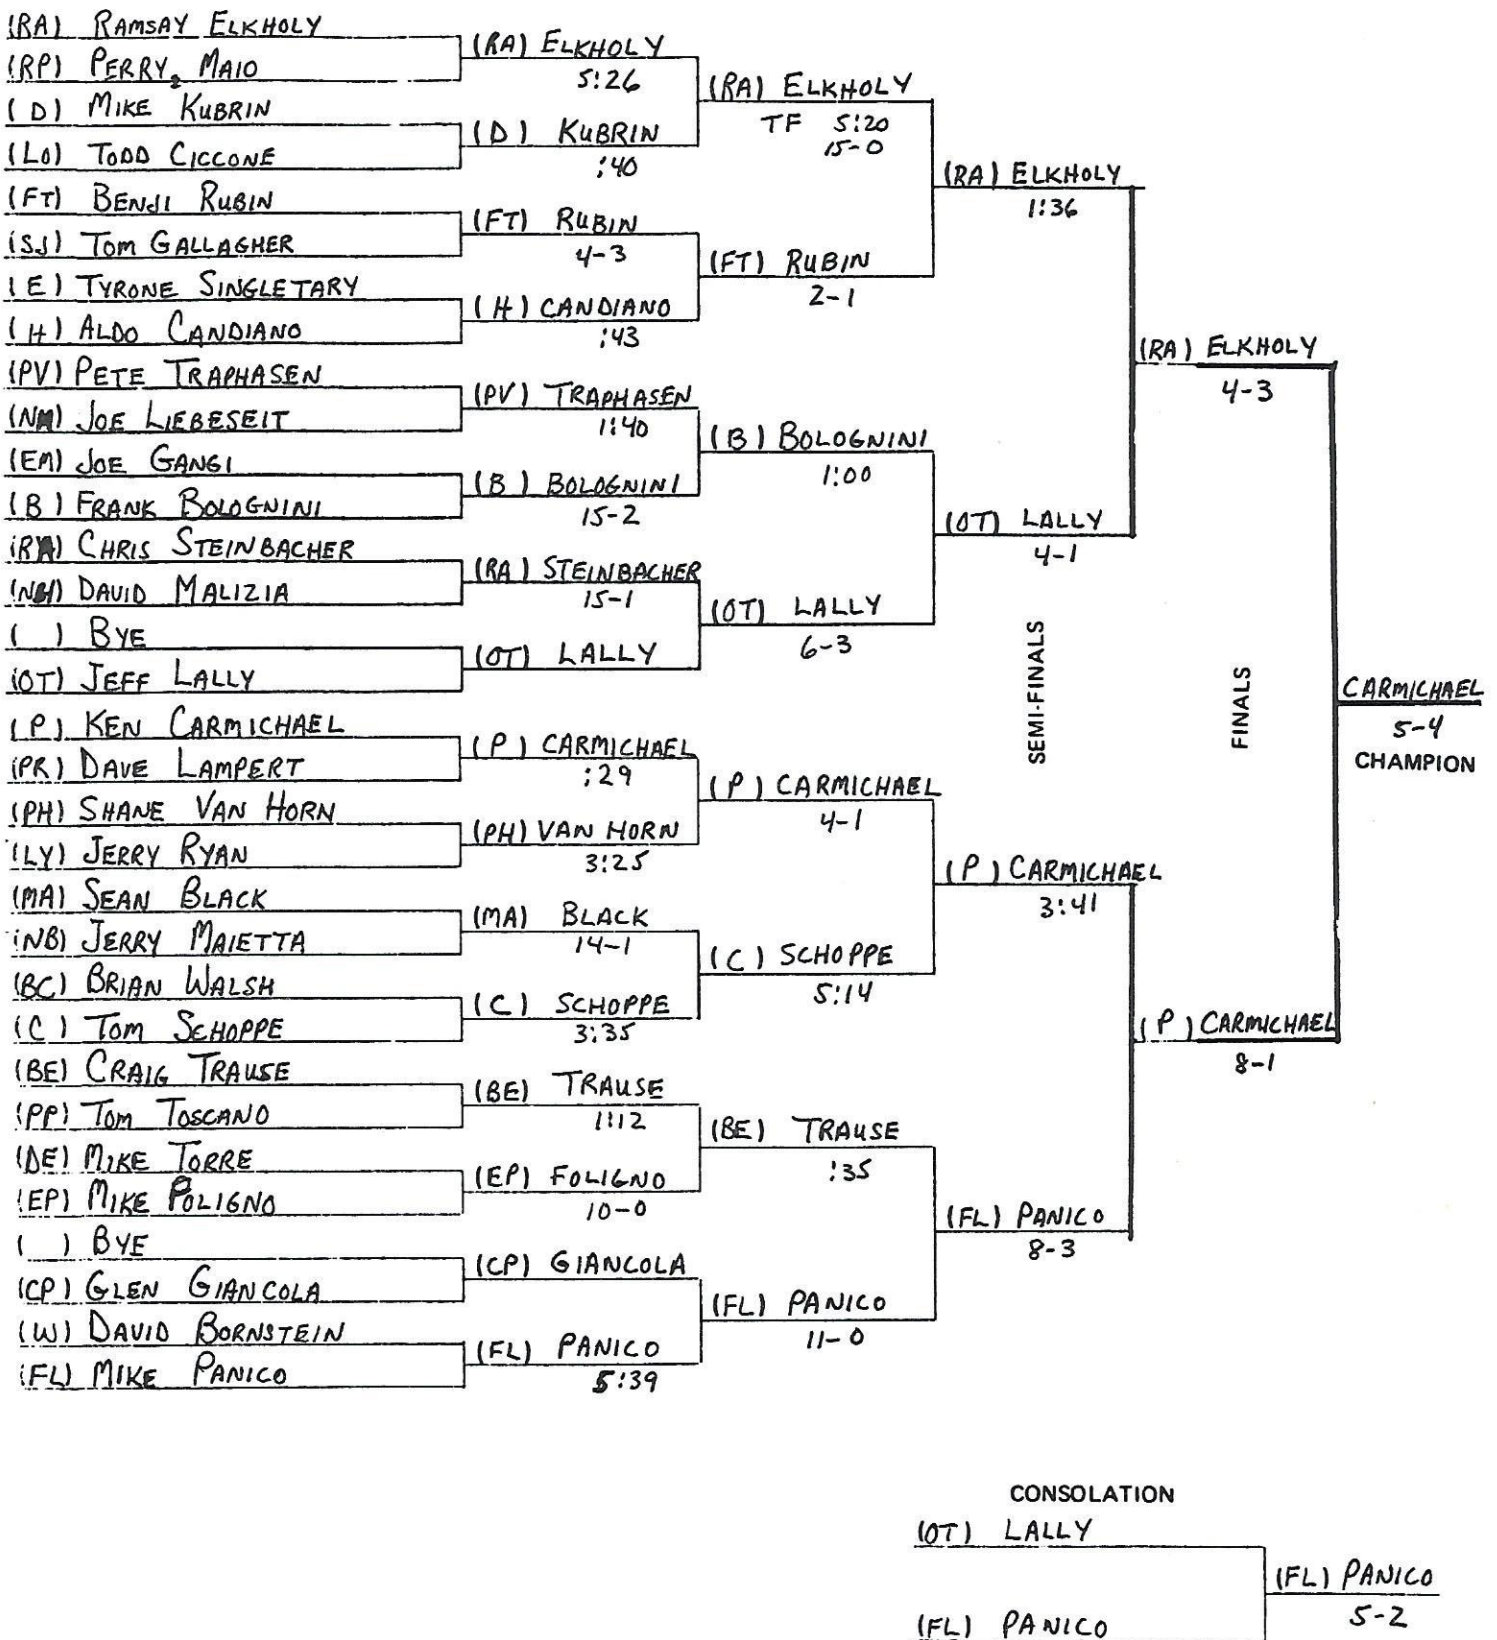 (RA) RAMSAY ELKHOLY
(RP) PERRY MAIO
(D) MIKE KUBRIN
(LO) TODD CICCONE
(FT) BENJI RUBIN
(SJ) TOM GALLAGHER
(E) TYRONE SINGLETARY
(H) ALDO CANDIANO
(PV) PETE TRAPHASEN
JOE LIEBESEIT
(EM) JOE GANGI
(B) FRANK BOLOGNINI
CHRIS STEINBACHER
DAVID MALIZIA
( ) BYE
(OT) JEFF LALLY
(P) KEN CARMICHAEL
(PR) DAVE LAMPERT
(PH) SHANE VAN HORN
(LY) JERRY RYAN
(MA) SEAN BLACK
(NB) JERRY MAIETTA
(BC) BRIAN WALSH
(C) TOM SCHOPPE
(BE) CRAIG TRAUSE
(PP) TOM TOSCANO
(DE) MIKE TORRE
(EP) MIKE FOLIGNO
( ) BYE
(CP) GLEN GIANCOLA
(W) DAVID BORNSTEIN
(FL) MIKE PANICO
(RA) ELKHOLY
5:26
(D) KUBRIN
:40
(FT) RUBIN
4-3
(H) CANDIANO
:43
(PV) TRAPHASEN
1:40
(B) BOLOGNINI
15-2
(RA) STEINBACHER
15-1
(OT) LALLY
(P) CARMICHAEL
:29
(PH) VAN HORN
3:25
(MA) BLACK
14-1
(C) SCHOPPE
3:35
(BE) TRAUSE
1:12
(EP) FOLIGNO
10-0
(CP) GIANCOLA
(FL) PANICO
5:39
(RA) ELKHOLY
TF 5:20
15-0
(FT) RUBIN
2-1
(B) BOLOGNINI
1:00
(OT) LALLY
6-3
(P) CARMICHAEL
4-1
(C) SCHOPPE
5:14
(BE) TRAUSE
:35
(FL) PANICO
11-0
(RA) ELKHOLY
1:36
(OT) LALLY
4-1
(P) CARMICHAEL
3:41
(FL) PANICO
8-3
SEMI-FINALS
(RA) ELKHOLY
4-3
(P) CARMICHAEL
8-1
FINALS
CARMICHAEL
5-4
CHAMPION
CONSOLATION
(OT) LALLY
(FL) PANICO
(FL) PANICO
5-2